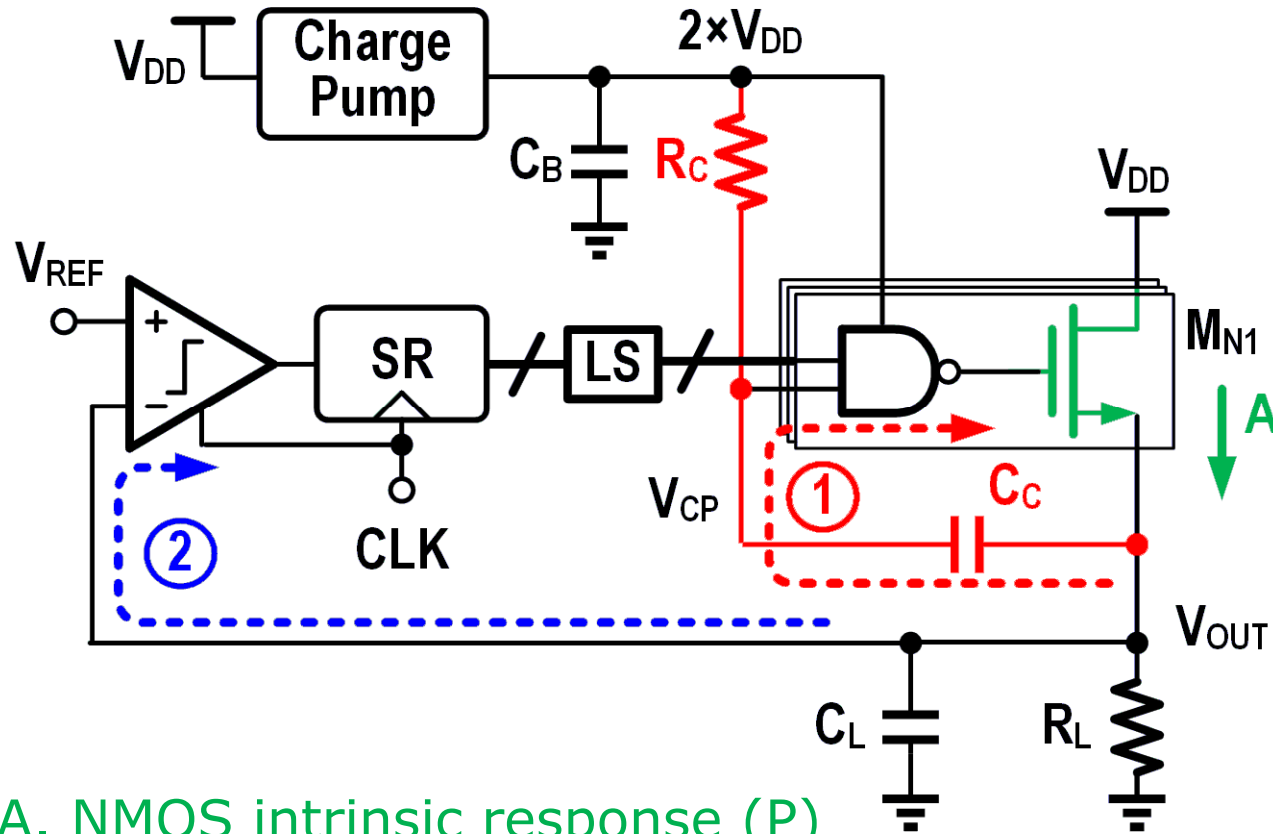 Charge
Pump
VDD
2×VDD
CB
RC
VDD
VREF
+
−
SR
LS
MN1
A
1
CC
VCP
2
CLK
VOUT
CL
RL
A. NMOS intrinsic response (P)